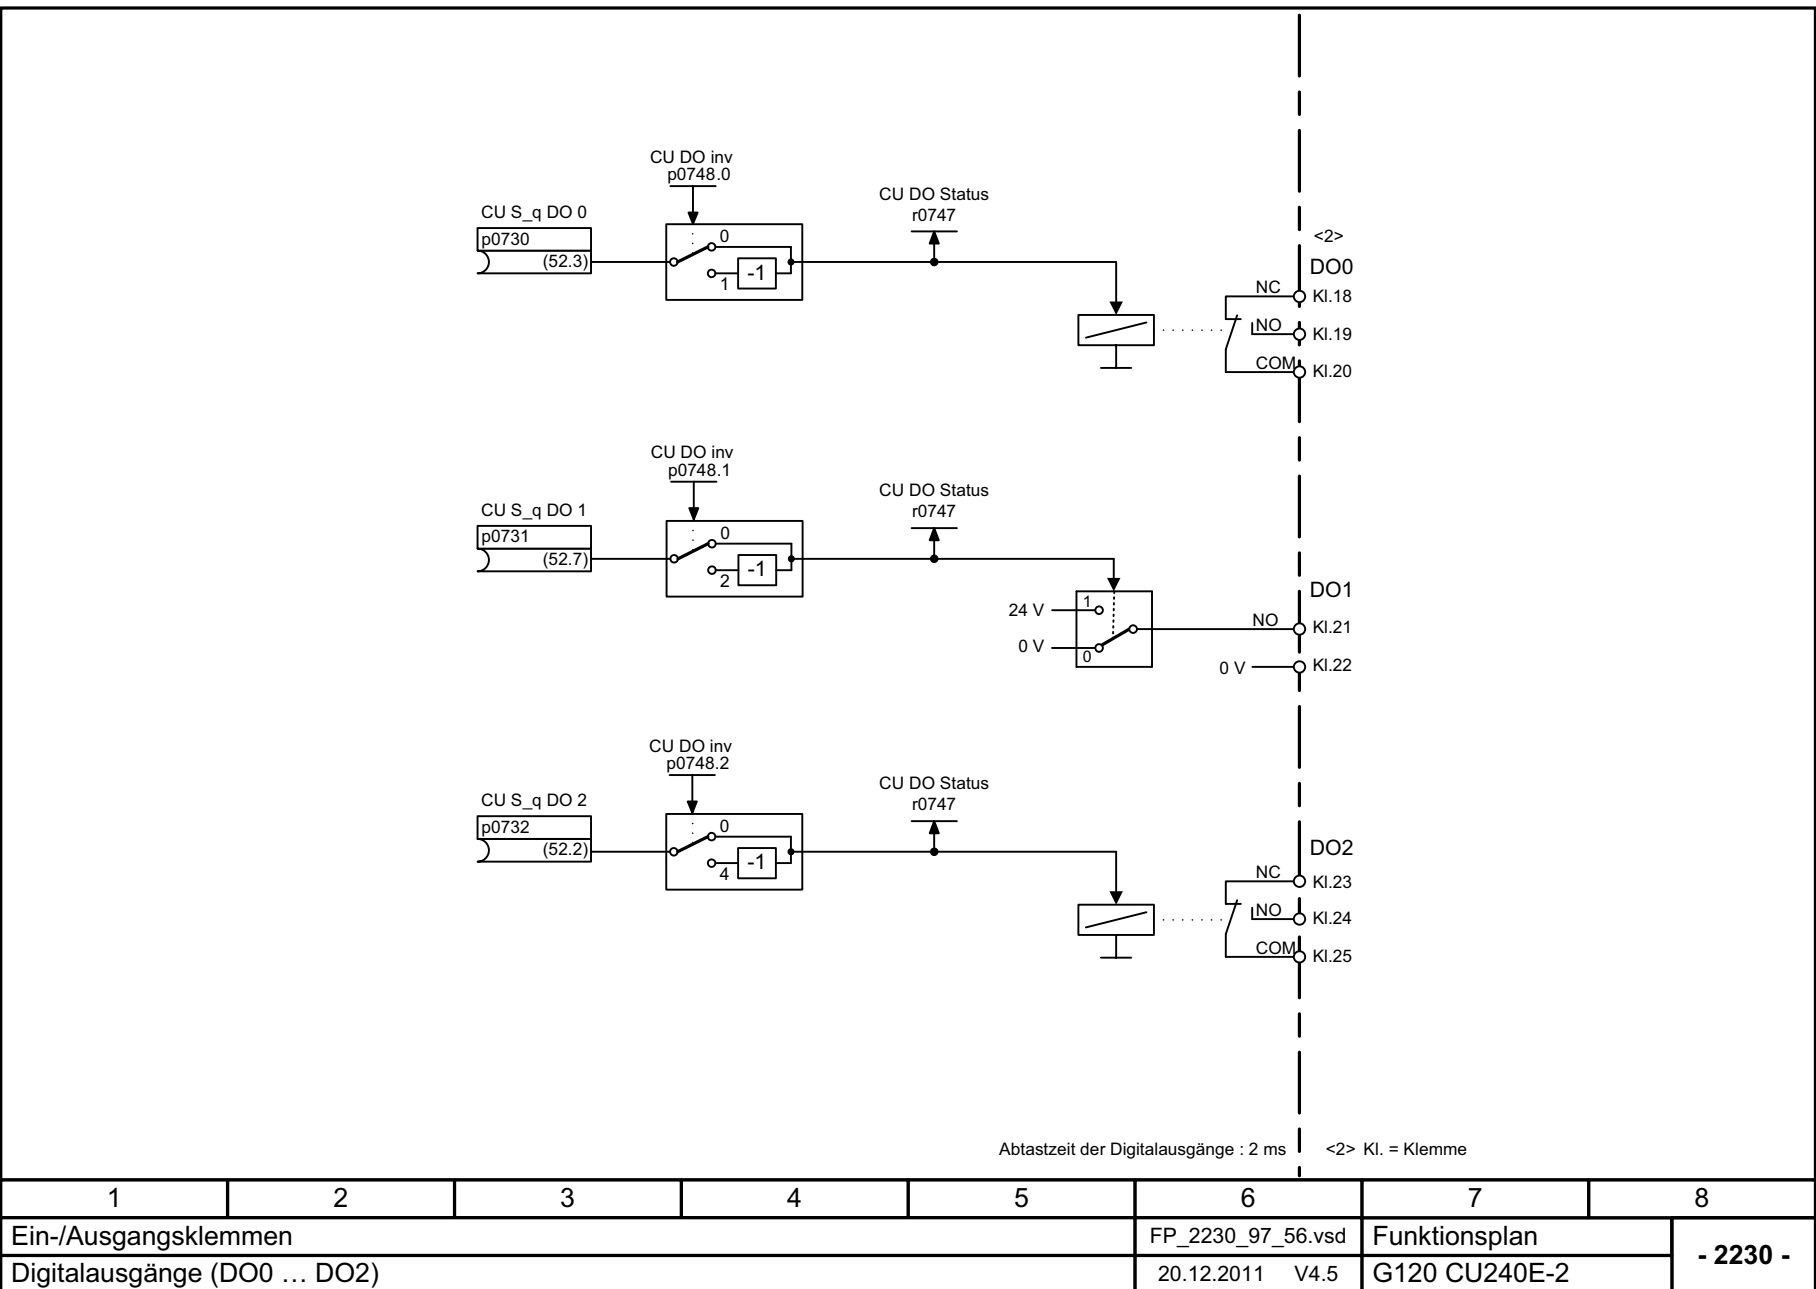 CU DO inv
p0748.0
CU DO Status
r0747
CU S_q DO 0
p0730
(52.3)
0
1
-1
<2>
DO0
NC
Kl.18
NO
Kl.19
COM
Kl.20
CU DO inv
p0748.1
CU DO Status
r0747
CU S_q DO 1
p0731
(52.7)
0
2
-1
DO1
24 V
1
NO
Kl.21
0 V
0
0 V
Kl.22
CU DO inv
p0748.2
CU DO Status
r0747
CU S_q DO 2
p0732
(52.2)
0
4
-1
DO2
NC
Kl.23
NO
Kl.24
COM
Kl.25
Abtastzeit der Digitalausgänge : 2 ms
<2> Kl. = Klemme
1 2 3 4 5 6 7 8
Ein-/Ausgangsklemmen
FP_2230_97_56.vsd
Funktionsplan
- 2230 -
Digitalausgänge (DO0 … DO2)
20.12.2011 V4.5
G120 CU240E-2